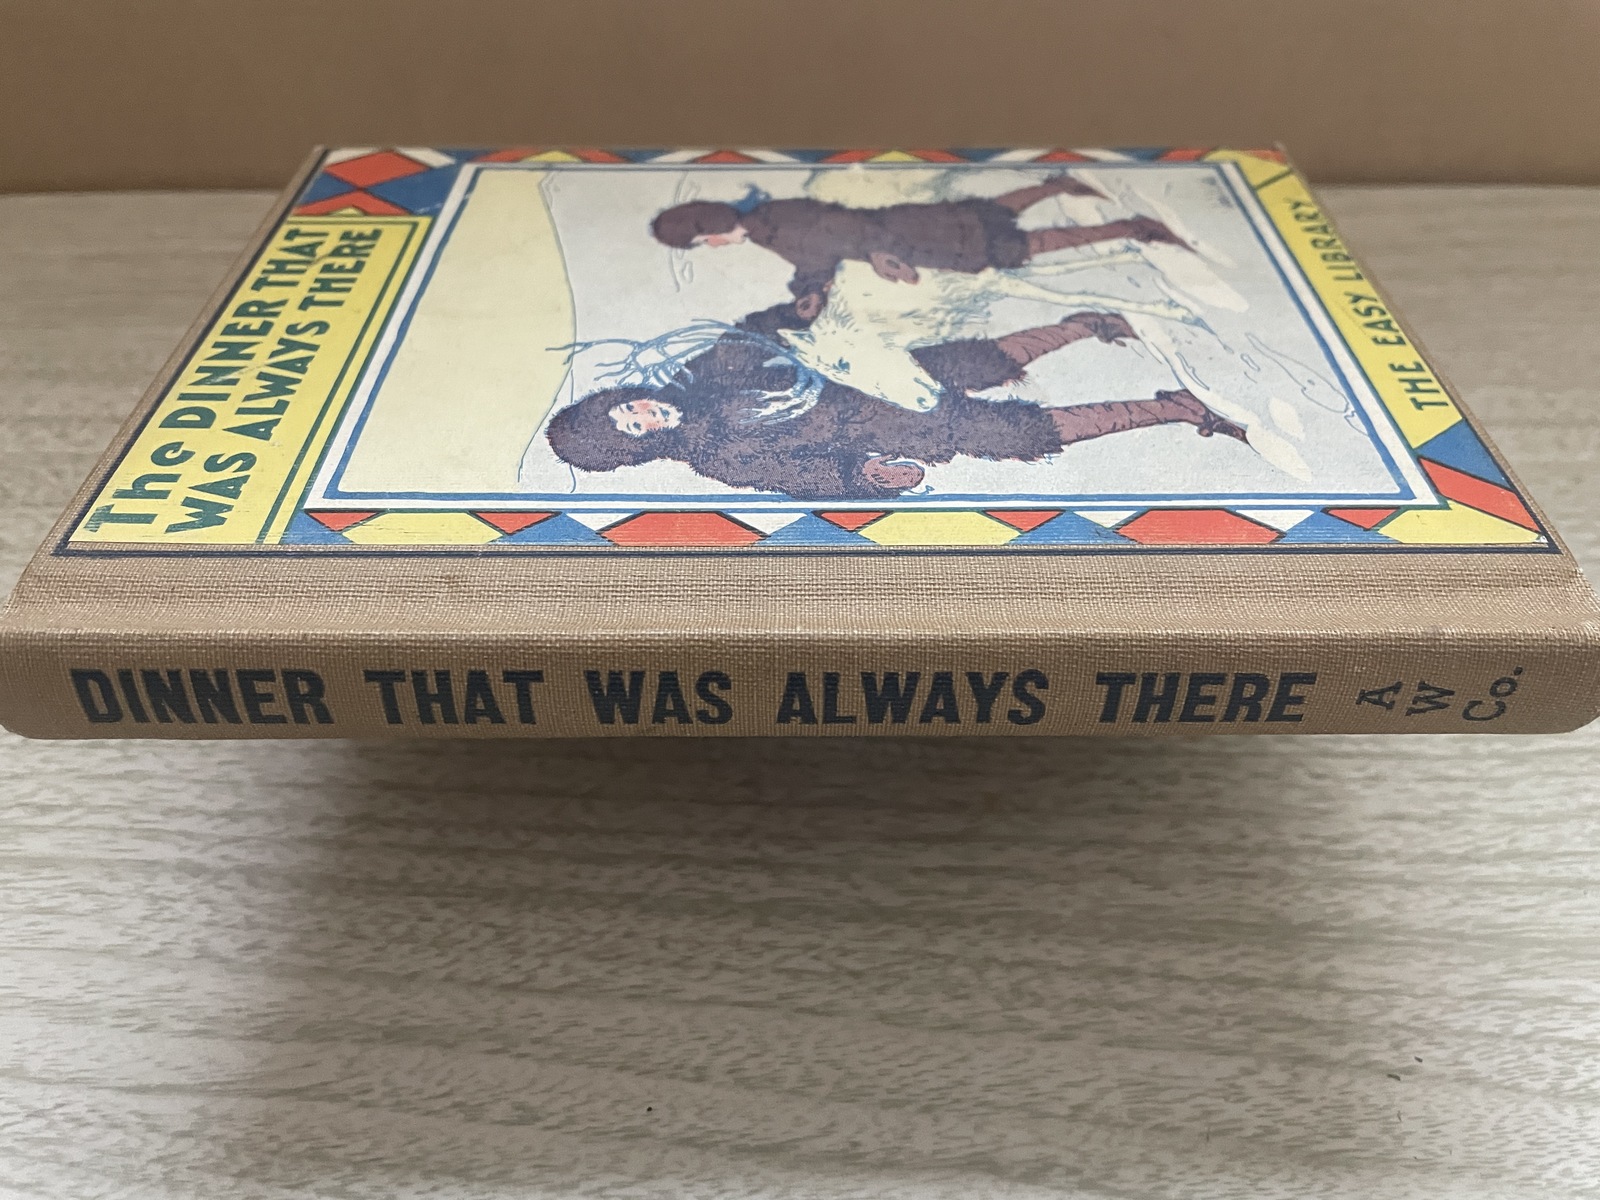 The DINNER THAT
WAS ALWAYS THERE
THE EASY LIBRARY
DINNER THAT WAS ALWAYS THERE
A
W
Co.